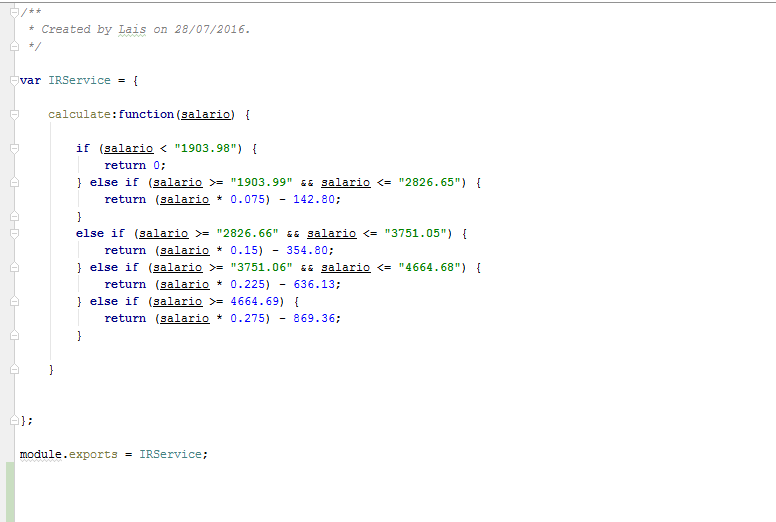 /**
 * Created by Lais on 28/07/2016.
 */
var IRService = {
calculate:function(salario) {
if (salario < "1903.98") {
return 0;
} else if (salario >= "1903.99" && salario <= "2826.65") {
return (salario * 0.075) - 142.80;
}
else if (salario >= "2826.66" && salario <= "3751.05") {
return (salario * 0.15) - 354.80;
} else if (salario >= "3751.06" && salario <= "4664.68") {
return (salario * 0.225) - 636.13;
} else if (salario >= 4664.69) {
return (salario * 0.275) - 869.36;
}
}
};
module.exports = IRService;